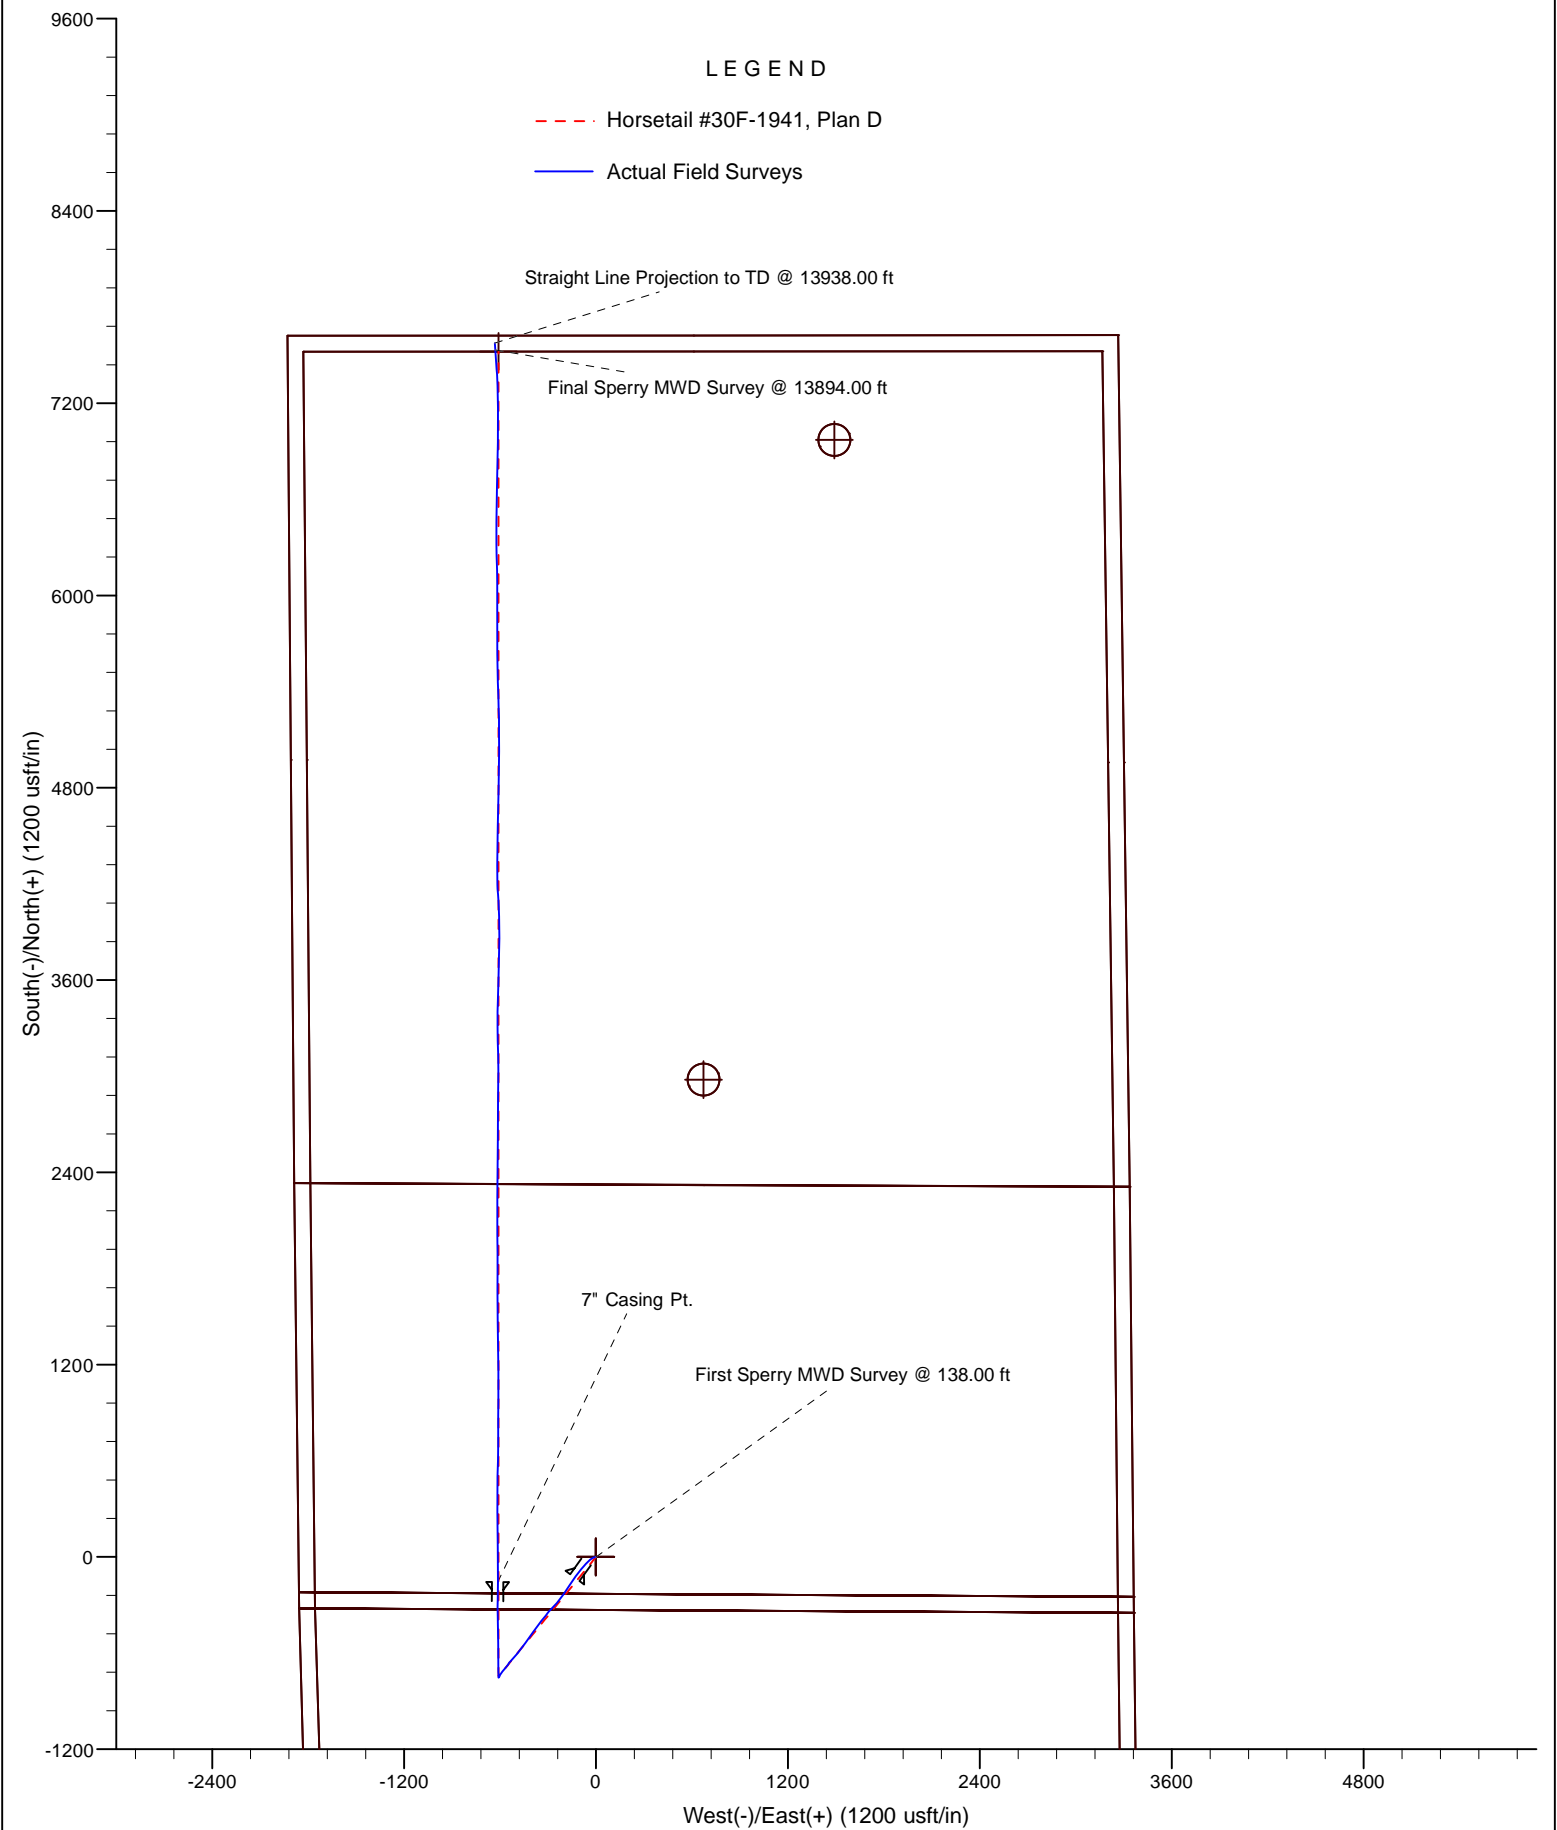 LEGEND
Horsetail #30F-1941, Plan D
Actual Field Surveys
Straight Line Projection to TD @ 13938.00 ft
Final Sperry MWD Survey @ 13894.00 ft
7" Casing Pt.
First Sperry MWD Survey @ 138.00 ft
South(-)/North(+) (1200 usft/in)
9600
8400
7200
6000
4800
3600
2400
1200
0
-1200
-2400
-1200
0
1200
2400
3600
4800
West(-)/East(+) (1200 usft/in)